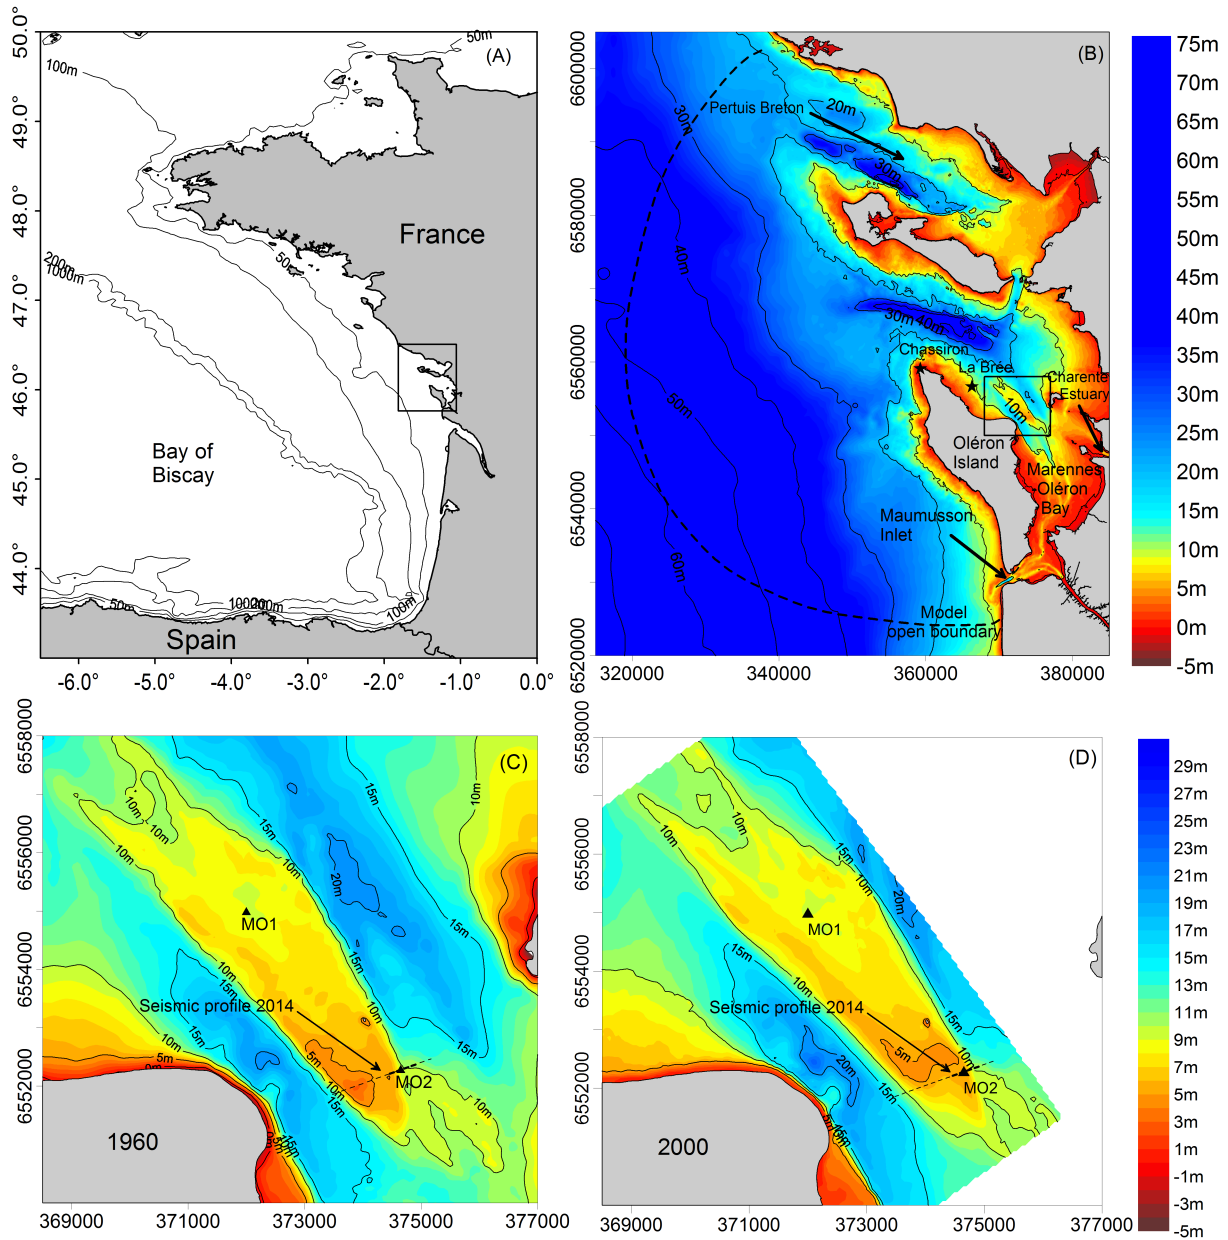 (A)
50.0°
49.0°
48.0°
47.0°
46.0°
45.0°
44.0°
50m
100m
France
50m
200m
1000m
Bay of
Biscay
50m
100m
Spain
-6.0°
-5.0°
-4.0°
-3.0°
-2.0°
-1.0°
0.0°
(B)
6600000
6580000
6560000
6540000
6520000
Pertuis Breton
20m
30m
30m
40m
30m
40m
Chassiron
La Brée
Charente
Estuary
10m
50m
Oléron
Island
Marennes
Oléron
Bay
Maumusson
Inlet
60m
Model
open boundary
320000
340000
360000
380000
75m
70m
65m
60m
55m
50m
45m
40m
35m
30m
25m
20m
15m
10m
5m
0m
-5m
(C)
6558000
6556000
6554000
6552000
10m
10m
10m
15m
10m
15m
10m
20m
MO1
15m
15m
10m
15m
Seismic profile 2014
10m
10m
5m
5m
15m
10m
MO2
15m
10m
15m
1960
369000
371000
373000
375000
377000
(D)
6558000
6556000
6554000
6552000
10m
10m
15m
10m
20m
MO1
15m
10m
Seismic profile 2014
15m
5m
10m
20m
15m
MO2
15m
2000
369000
371000
373000
375000
377000
29m
27m
25m
23m
21m
19m
17m
15m
13m
11m
9m
7m
5m
3m
1m
-1m
-3m
-5m